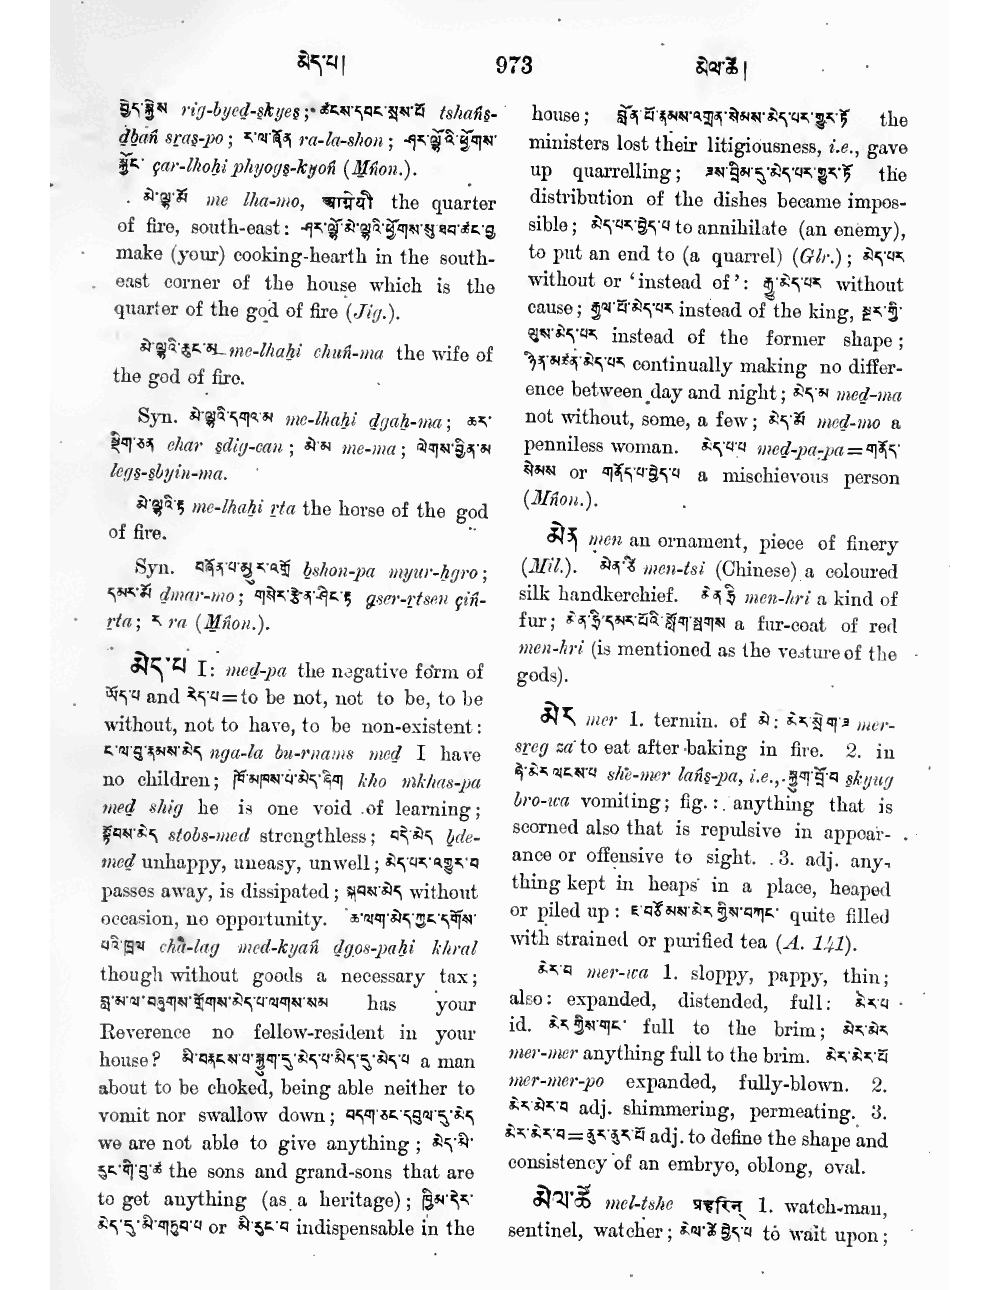 མེད་པ། 973 མེལ་ཚེ།
བྱེད་སྐྱེས rig-byed-skyes; ཚངས་དབང་སྲས་པོ tshaṅs-
dbaṅ sras-po; ར་ལ་ཞོན ra-la-shon; ཤར་ལྷོའི་ཕྱོགས་
སྐྱོང་ çar-lhoḥi phyogs-kyoṅ (Mṅon.).
མེ་ལྷ་མོ me lha-mo, आग्नेयी the quarter
of fire, south-east: ཤར་ལྷོ་མེ་ལྷའི་ཕྱོགས་སུ་ཐབ་ཚང་བྱ
make (your) cooking-hearth in the south-
east corner of the house which is the
quarter of the god of fire (Jig.).
མེ་ལྷའི་ཆུང་མ me-lhaḥi chuṅ-ma the wife of
the god of fire.
Syn. མེ་ལྷའི་དགའ་མ me-lhaḥi dgaḥ-ma; ཆར་
སྡིག་ཅན char sdig-can; མེ་མ me-ma; ལེགས་སྦྱིན་མ
legs-sbyin-ma.
མེ་ལྷའི་རྟ me-lhaḥi rta the horse of the god
of fire.
Syn. བཞོན་པ་མྱུར་འགྲོ bshon-pa myur-ḥgro;
དམར་མོ dmar-mo; གསེར་རྩེན་ཤིང་རྟ gser-rtsen çiṅ-
rta; ར ra (Mṅon.).
མེད་པ I: med-pa the negative form of
ཡོད་པ and རེད་པ=to be not, not to be, to be
without, not to have, to be non-existent:
ང་ལ་བུ་རྣམས་མེད nga-la bu-rnams med I have
no children; ཁོ་མཁས་པ་མེད་ཞིག kho mkhas-pa
med shig he is one void of learning;
སྟོབས་མེད stobs-med strengthless; བདེ་མེད bde-
med unhappy, uneasy, unwell; མེད་པར་འགྱུར་བ
passes away, is dissipated; སྐབས་མེད without
occasion, no opportunity. ཆ་ལག་མེད་ཀྱང་དགོས་
པའི་ཁྲལ cha-lag med-kyaṅ dgos-paḥi khral
though without goods a necessary tax;
བླ་མ་ལ་བཞུགས་གྲོགས་མེད་པ་ལགས་སམ has your
Reverence no fellow-resident in your
house? མི་བརྔངས་པ་སྐྱུག་ཏུ་མེད་པ་མིད་དུ་མེད་པ a man
about to be choked, being able neither to
vomit nor swallow down; བདག་ཅང་དབུལ་དུ་མེད
we are not able to give anything; མེད་མི་
རུང་གི་བུ་ཚ the sons and grand-sons that are
to get anything (as a heritage); ཁྲིམ་དེར་
མེད་དུ་མི་གཏུབ་པ or མི་རུང་བ indispensable in the
house; བློན་པོ་རྣམས་འགྲན་སེམས་མེད་པར་གྱུར་ཏོ the
ministers lost their litigiousness, i.e., gave
up quarrelling; ཟས་བྲིམ་དུ་མེད་པར་གྱུར་ཏོ the
distribution of the dishes became impos-
sible; མེད་པར་བྱེད་པ to annihilate (an enemy),
to put an end to (a quarrel) (Glr.); མེད་པར
without or ‘instead of’: རྒྱུ་མེད་པར without
cause; རྒྱལ་པོ་མེད་པར instead of the king, སྔར་གྱི་
ལུས་མེད་པར instead of the former shape;
ཉིན་མཚན་མེད་པར continually making no differ-
ence between day and night; མེད་མ med-ma
not without, some, a few; མེད་མོ med-mo a
penniless woman. མེད་པ་པ med-pa-pa=གནོད་
སེམས or གནོད་པ་བྱེད་པ a mischievous person
(Mṅon.).
མེན men an ornament, piece of finery
(Mil.). མེན་ཙི men-tsi (Chinese) a coloured
silk handkerchief. མེན་ཧྲི men-hri a kind of
fur; མེན་ཧྲི་དམར་པོའི་སློག་སྤགས a fur-coat of red
men-hri (is mentioned as the vesture of the
gods).
མེར mer 1. termin. of མེ: མེར་སྲེག་ཟ mer-
sreg za to eat after baking in fire. 2. in
ཞེ་མེར་ལངས་པ she-mer laṅs-pa, i.e., སྐྱུག་བྲོ་བ skyug
bro-wa vomiting; fig.: anything that is
scorned also that is repulsive in appear-
ance or offensive to sight. 3. adj. any-
thing kept in heaps in a place, heaped
or piled up: ཇ་བཙོ་མས་མེར་གྱིས་བཀང་ quite filled
with strained or purified tea (A. 141).
མེར་བ mer-wa 1. sloppy, pappy, thin;
also: expanded, distended, full: མེར་པ
id. མེར་གྱིས་གང་ full to the brim; མེར་མེར
mer-mer anything full to the brim. མེར་མེར་པོ
mer-mer-po expanded, fully-blown. 2.
མེར་མེར་བ adj. shimmering, permeating. 3.
མེར་མེར་བ=ནུར་ནུར་པོ adj. to define the shape and
consistency of an embryo, oblong, oval.
མེལ་ཚེ mel-tshe प्रहरिन् 1. watch-man,
sentinel, watcher; མེལ་ཚེ་བྱེད་པ to wait upon;